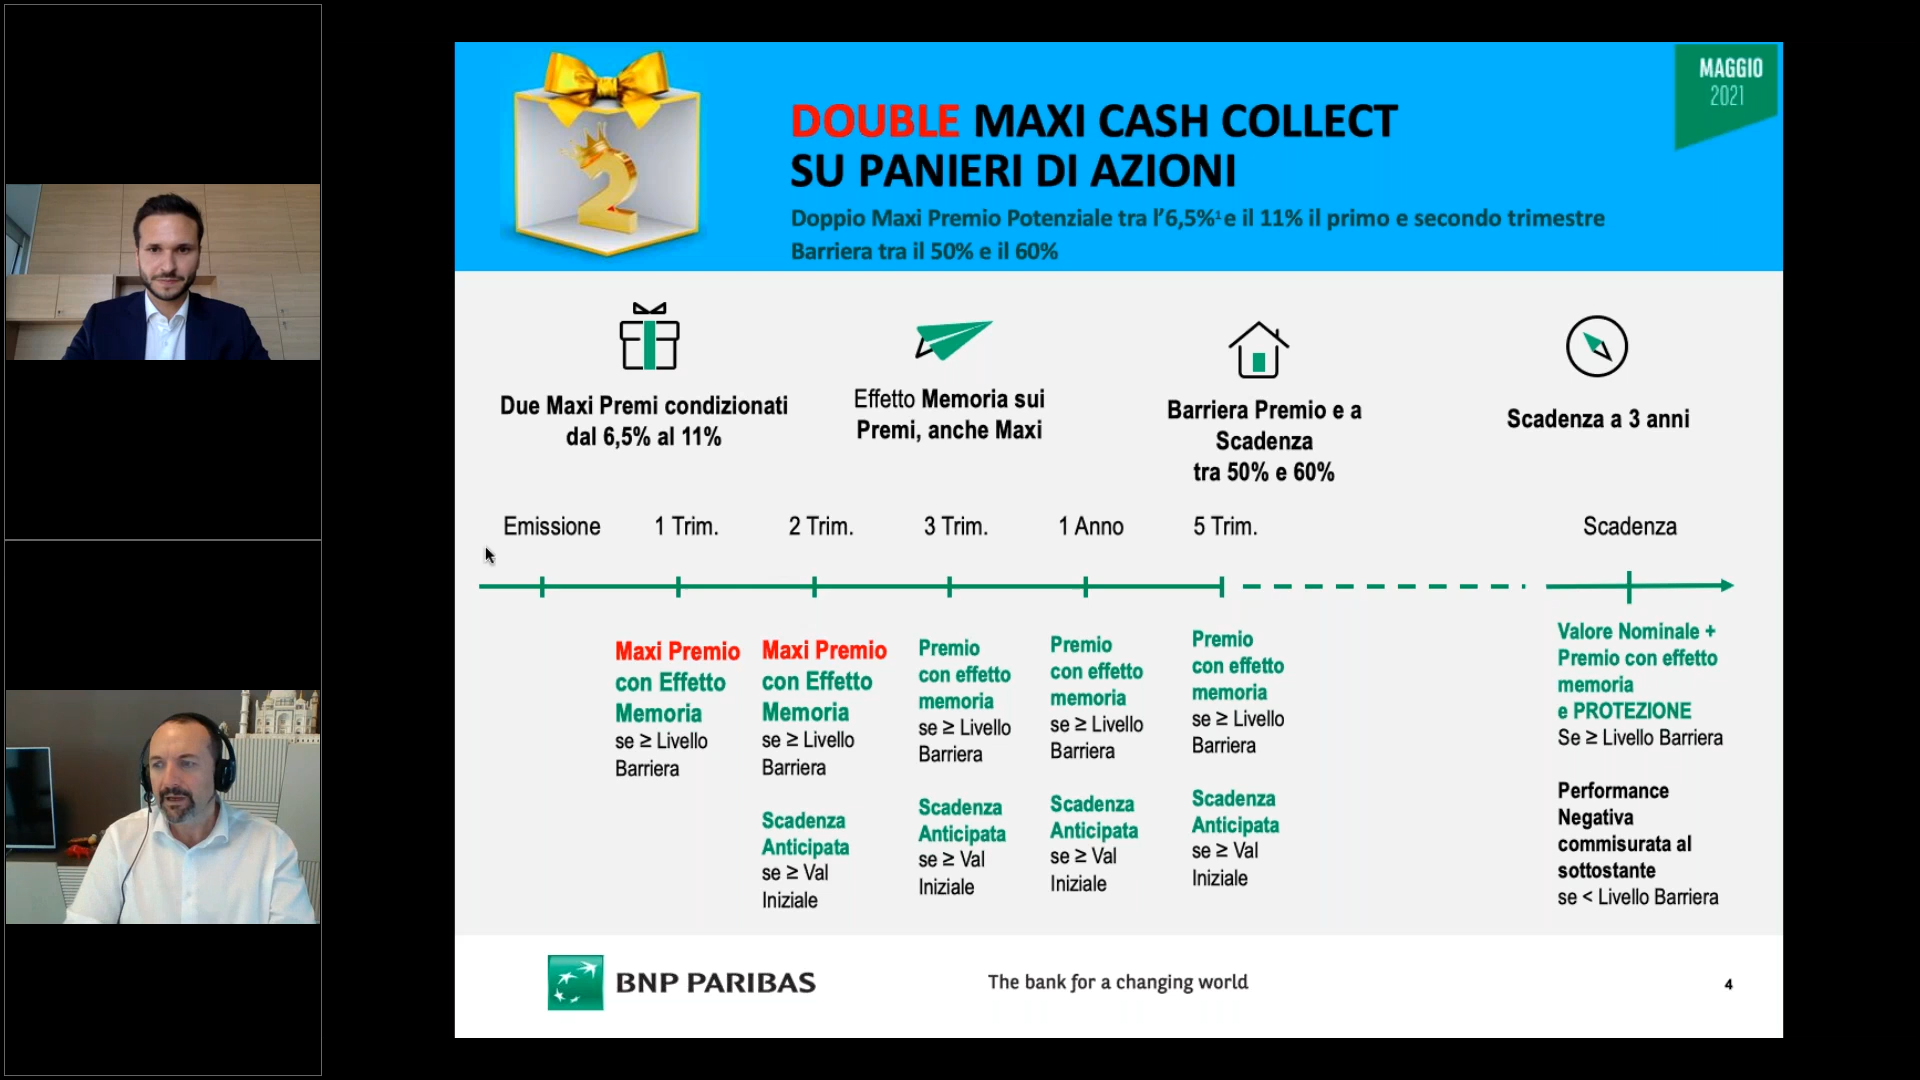 MAGGIO
2021
DOUBLE MAXI CASH COLLECT
SU PANIERI DI AZIONI
Doppio Maxi Premio Potenziale tra l’6,5%¹ e il 11% il primo e secondo trimestre
Barriera tra il 50% e il 60%
2
Due Maxi Premi condizionati
dal 6,5% al 11%
Effetto Memoria sui
Premi, anche Maxi
Barriera Premio e a
Scadenza
tra 50% e 60%
Scadenza a 3 anni
Emissione
1 Trim.
2 Trim.
3 Trim.
1 Anno
5 Trim.
Scadenza
Maxi Premio
con Effetto
Memoria
se ≥ Livello
Barriera
Maxi Premio
con Effetto
Memoria
se ≥ Livello
Barriera
Scadenza
Anticipata
se ≥ Val
Iniziale
Premio
con effetto
memoria
se ≥ Livello
Barriera
Scadenza
Anticipata
se ≥ Val
Iniziale
Premio
con effetto
memoria
se ≥ Livello
Barriera
Scadenza
Anticipata
se ≥ Val
Iniziale
Premio
con effetto
memoria
se ≥ Livello
Barriera
Scadenza
Anticipata
se ≥ Val
Iniziale
Valore Nominale +
Premio con effetto
memoria
e PROTEZIONE
Se ≥ Livello Barriera
Performance
Negativa
commisurata al
sottostante
se < Livello Barriera
BNP PARIBAS
The bank for a changing world
4